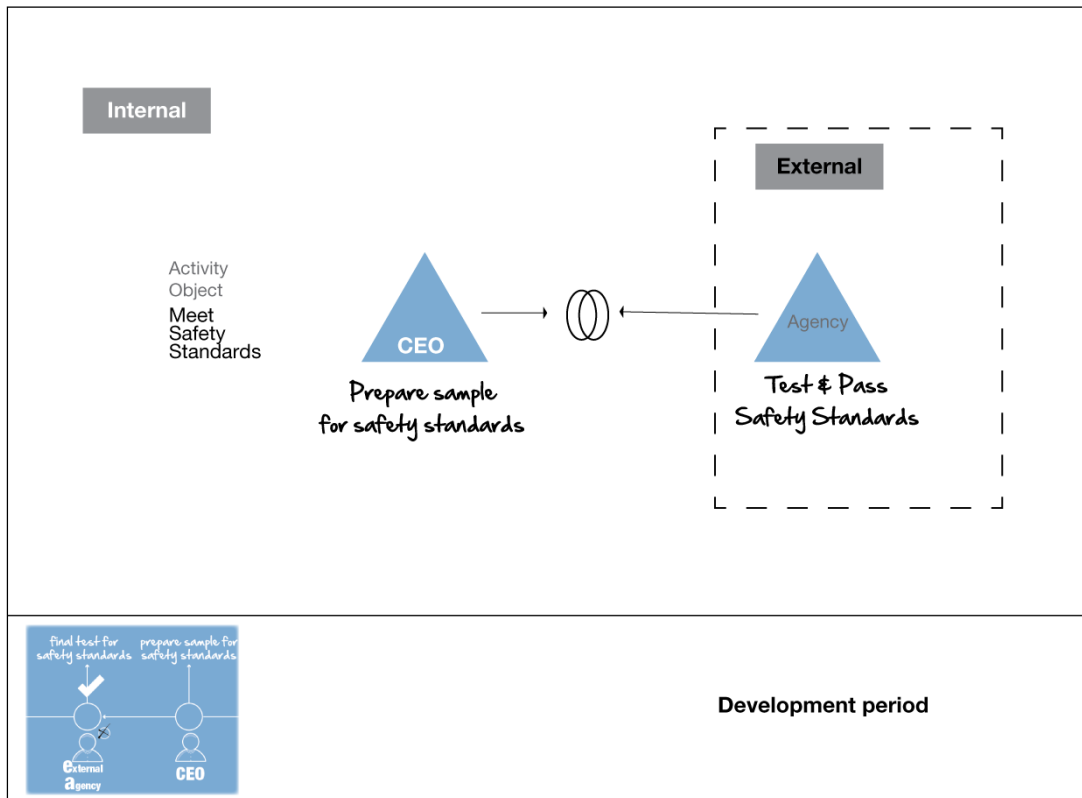 Internal
External
Activity
Object
Meet
Safety
Standards
CEO
Agency
Prepare sample
for safety standards
Test & Pass
Safety Standards
final test for
safety standards
prepare sample for
safety standards
external
agency
CEO
Development period